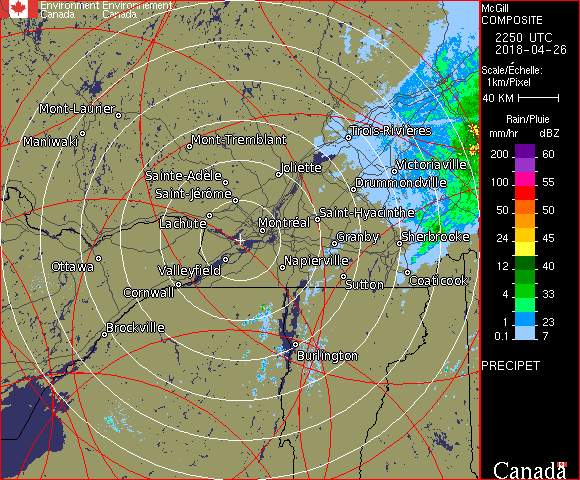 Environment Environnement
Canada Canada
McGill
COMPOSITE
2250 UTC
2018-04-26
Scale/Échelle:
1km/Pixel
40 KM
Rain/Pluie
mm/hr dBZ
200 60
100 55
50 50
24 45
12 40
4 33
1 23
0.1 7
PRECIPET
Canada
Mont-Laurier
Maniwaki
Mont-Tremblant
Trois-Rivières
Joliette
Victoriaville
Sainte-Adèle
Drummondville
Saint-Jérôme
Saint-Hyacinthe
Lachute
Montréal
Granby
Sherbrooke
Ottawa
Valleyfield
Napierville
Sutton
Coaticook
Cornwall
Brockville
Burlington